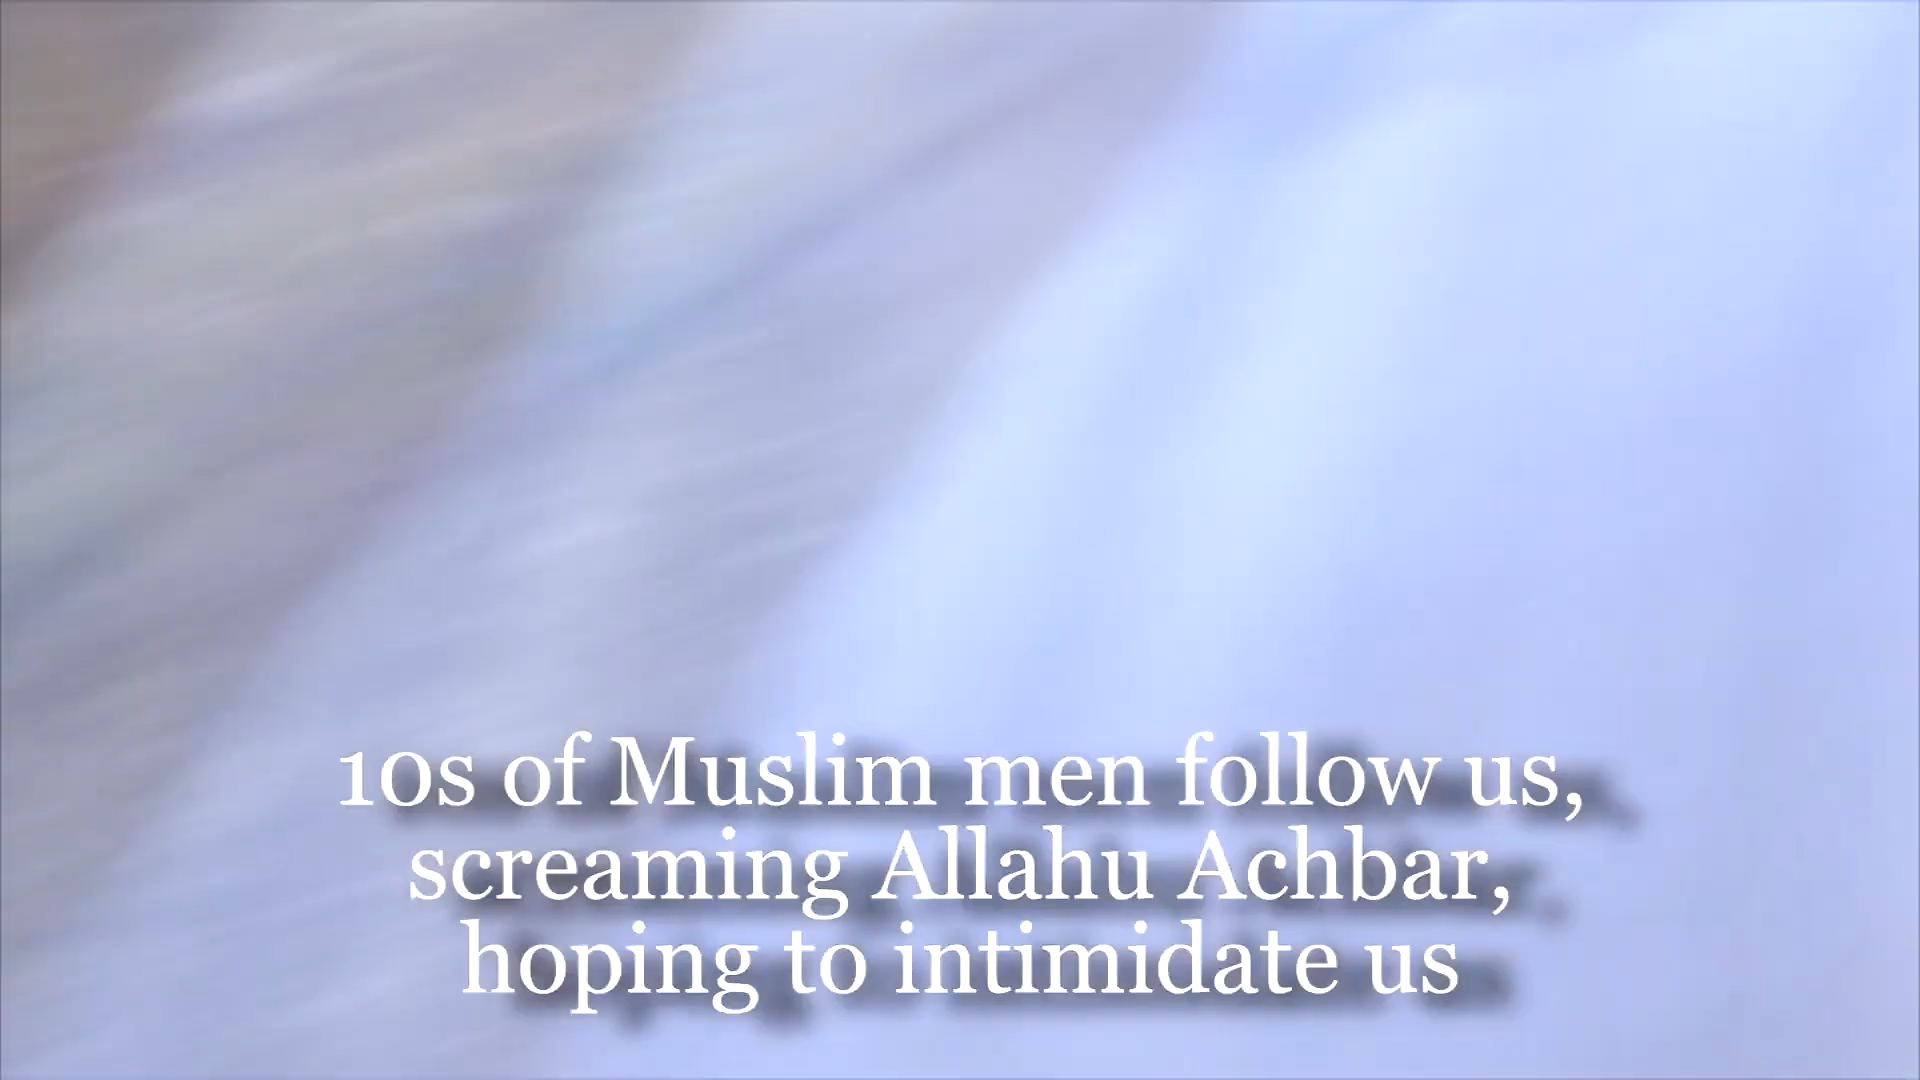 10s of Muslim men follow us,
screaming Allahu Achbar,
hoping to intimidate us